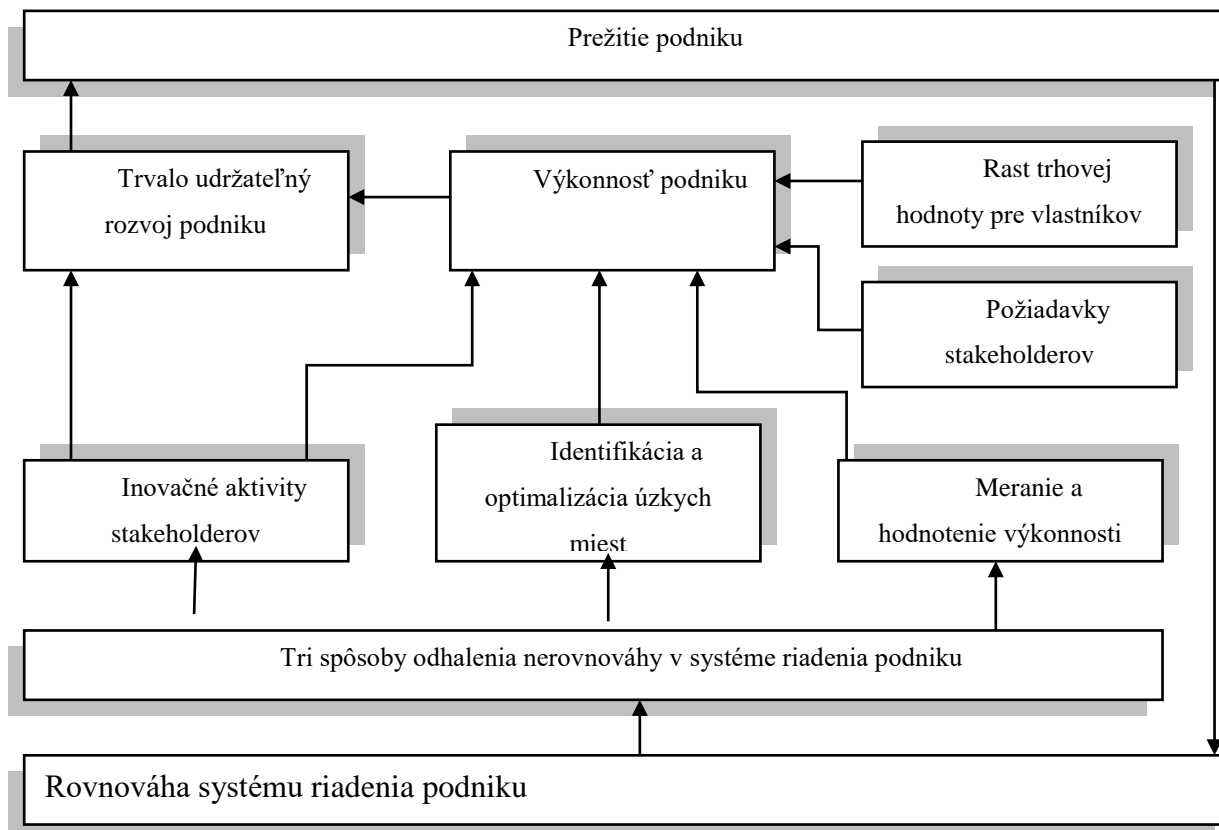 Prežitie podniku
Trvalo udržateľný
rozvoj podniku
Výkonnosť podniku
Rast trhovej
hodnoty pre vlastníkov
Požiadavky
stakeholderov
Inovačné aktivity
stakeholderov
Identifikácia a
optimalizácia úzkych
miest
Meranie a
hodnotenie výkonnosti
Tri spôsoby odhalenia nerovnováhy v systéme riadenia podniku
Rovnováha systému riadenia podniku